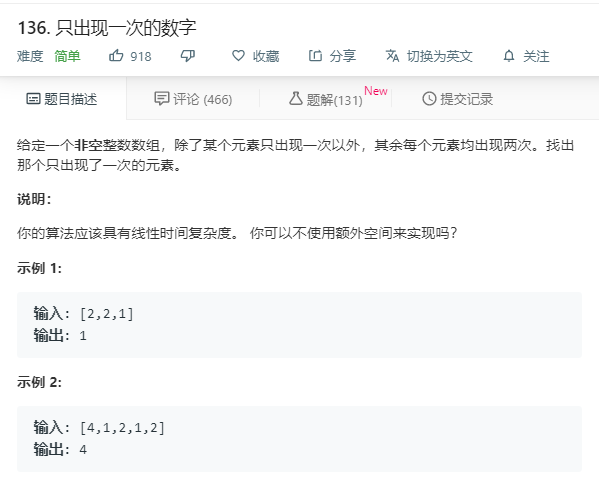 136. 只出现一次的数字
难度 简单 918 收藏 分享 切换为英文 关注
题目描述 评论 (466) 题解(131) New 提交记录
给定一个非空整数数组，除了某个元素只出现一次以外，其余每个元素均出现两次。找出
那个只出现了一次的元素。
说明：
你的算法应该具有线性时间复杂度。 你可以不使用额外空间来实现吗？
示例 1:
输入: [2,2,1]
输出: 1
示例 2:
输入: [4,1,2,1,2]
输出: 4